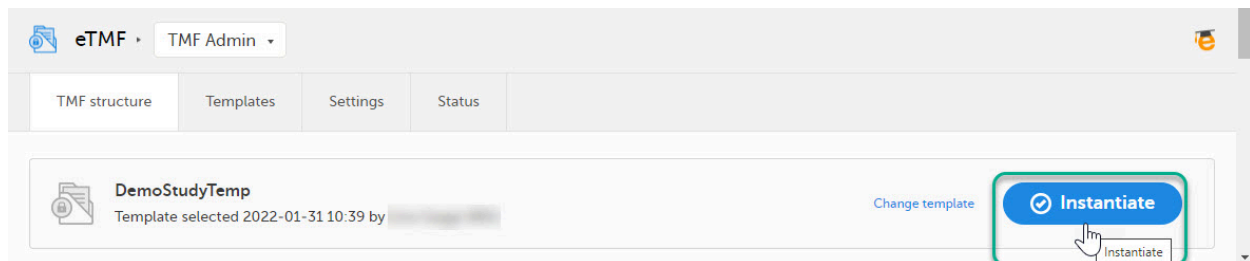 eTMF TMF Admin
TMF structure Templates Settings Status
DemoStudyTemp
Template selected 2022-01-31 10:39 by
Change template
Instantiate
Instantiate